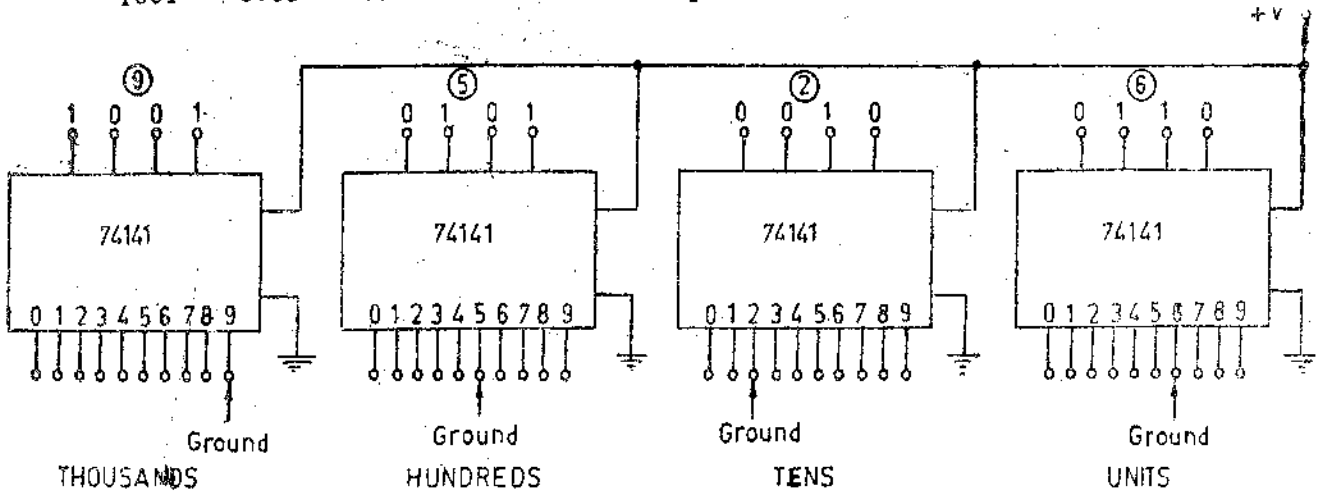 +V
9 5 2 6
1 0 0 1 0 1 0 1 0 0 1 0 0 1 1 0
74141 74141 74141 74141
0 1 2 3 4 5 6 7 8 9 0 1 2 3 4 5 6 7 8 9 0 1 2 3 4 5 6 7 8 9 0 1 2 3 4 5 6 7 8 9
Ground Ground Ground Ground
THOUSANDS HUNDREDS TENS UNITS